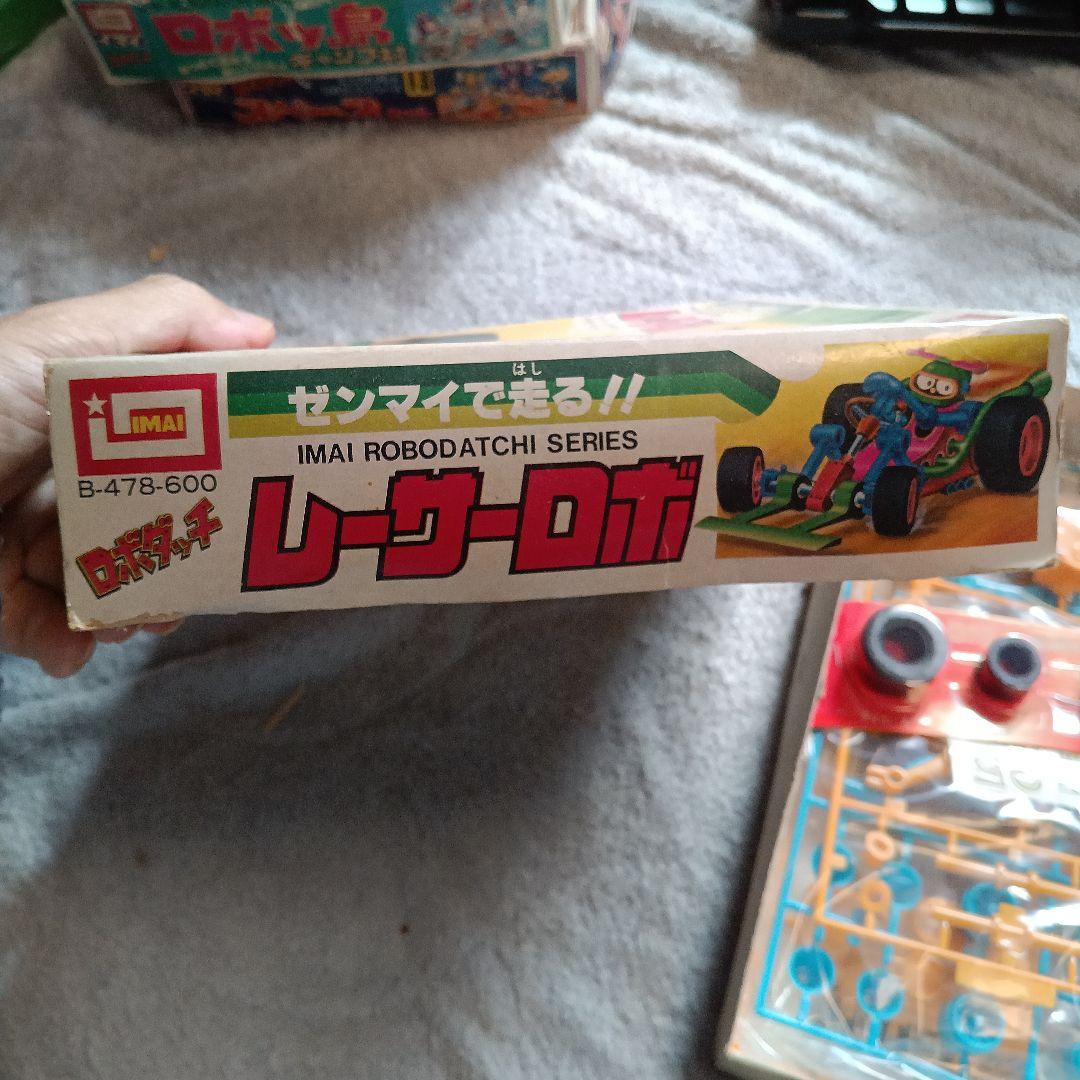 ロボッ島
IMAI
ゼンマイで走る!!
はし
IMAI ROBODATCHI SERIES
B-478-600
ロボダッチ
レーサーロボ